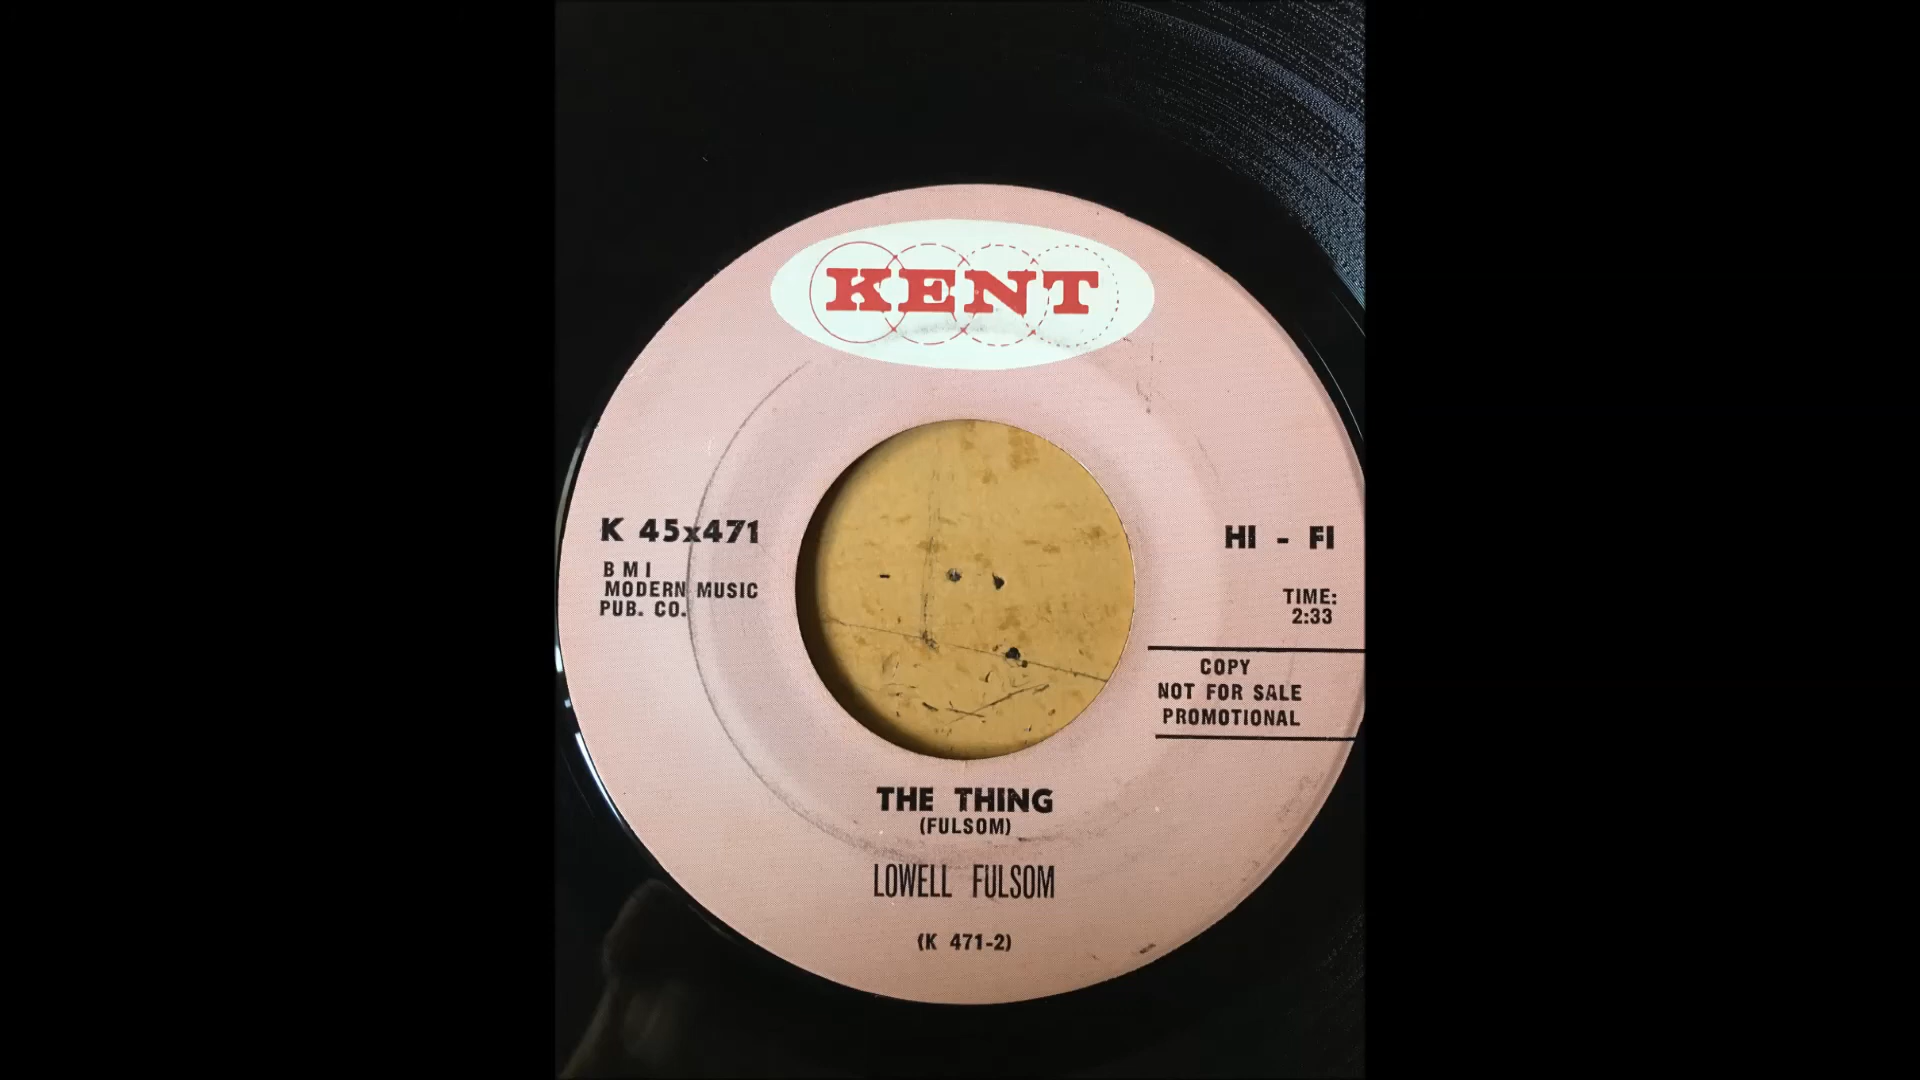 KENT
K 45x471
BMI
MODERN MUSIC
PUB. CO.
HI - FI
TIME:
2:33
COPY
NOT FOR SALE
PROMOTIONAL
THE THING
(FULSOM)
LOWELL FULSOM
(K 471-2)